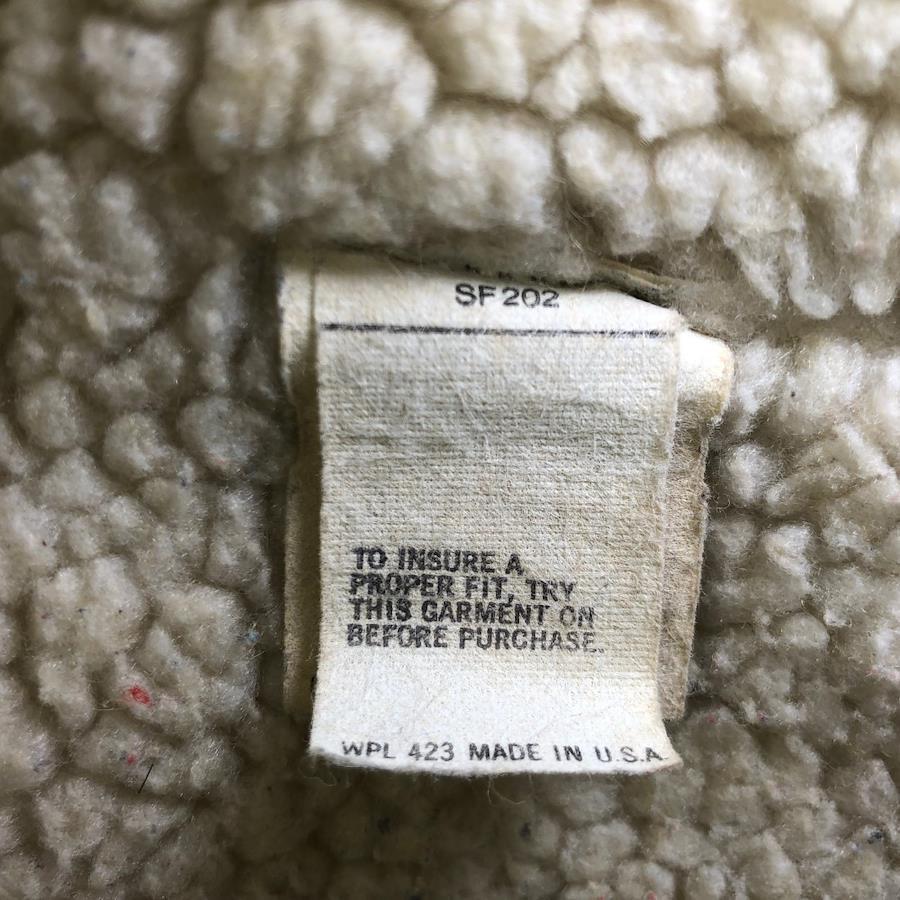 SF 202
TO INSURE A
PROPER FIT, TRY
THIS GARMENT ON
BEFORE PURCHASE.
WPL 423 MADE IN U.S.A